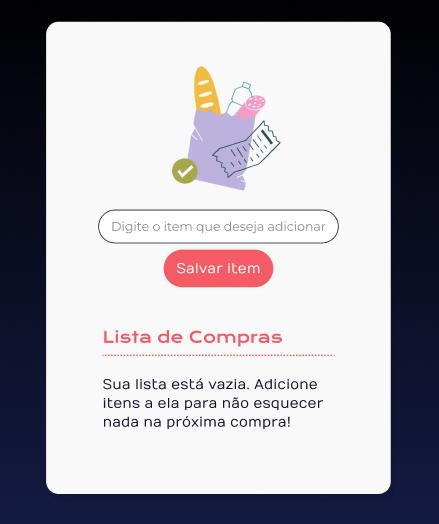 Digite o item que deseja adicionar
Salvar item
Lista de Compras
Sua lista está vazia. Adicione
itens a ela para não esquecer
nada na próxima compra!